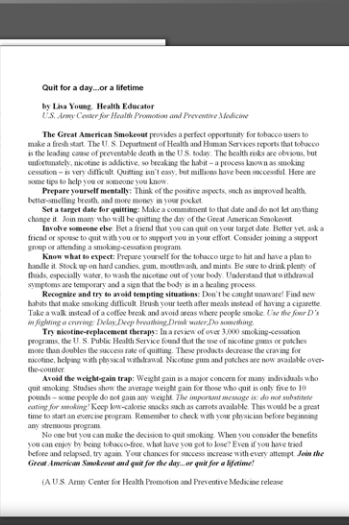 Quit for a day...or a lifetime
by Lisa Young, Health Educator
U.S. Army Center for Health Promotion and Preventive Medicine
The Great American Smokeout provides a perfect opportunity for tobacco users to
make a fresh start. The U. S. Department of Health and Human Services reports that tobacco
is the leading cause of preventable death in the U.S. today. The health risks are obvious, but
unfortunately, nicotine is addictive, so breaking the habit – a process known as smoking
cessation – is very difficult. Quitting isn't easy, but millions have been successful. Here are
some tips to help you or someone you know.
Prepare yourself mentally: Think of the positive aspects, such as improved health,
better-smelling breath, and more money in your pocket.
Set a target date for quitting: Make a commitment to that date and do not let anything
change it. Join many who will be quitting the day of the Great American Smokeout.
Involve someone else: Bet a friend that you can quit on your target date. Better yet, ask a
friend or spouse to quit with you or to support you in your effort. Consider joining a support
group or attending a smoking-cessation program.
Know what to expect: Prepare yourself for the tobacco urge to hit and have a plan to
handle it. Stock up on hard candies, gum, mouthwash, and mints. Be sure to drink plenty of
fluids, especially water, to wash the nicotine out of your body. Understand that withdrawal
symptoms are temporary and a sign that the body is in a healing process.
Recognize and try to avoid tempting situations: Don't be caught unaware! Find new
habits that make smoking difficult. Brush your teeth after meals instead of having a cigarette.
Take a walk instead of a coffee break and avoid areas where people smoke. Use the four D's
in fighting a craving: Delay,Deep breathing,Drink water,Do something.
Try nicotine-replacement therapy: In a review of over 3,000 smoking-cessation
programs, the U. S. Public Health Service found that the use of nicotine gums or patches
more than doubles the success rate of quitting. These products decrease the craving for
nicotine, helping with physical withdrawal. Nicotine gum and patches are now available over-
the-counter.
Avoid the weight-gain trap: Weight gain is a major concern for many individuals who
quit smoking. Studies show the average weight gain for those who quit is only five to 10
pounds – some people do not gain any weight. The important message is: do not substitute
eating for smoking! Keep low-calorie snacks such as carrots available. This would be a great
time to start an exercise program. Remember to check with your physician before beginning
any strenuous program.
No one but you can make the decision to quit smoking. When you consider the benefits
you can enjoy by being tobacco-free, what have you got to lose? Even if you have tried
before and relapsed, try again. Your chances for success increase with every attempt. Join the
Great American Smokeout and quit for the day...or quit for a lifetime!
(A U.S. Army Center for Health Promotion and Preventive Medicine release